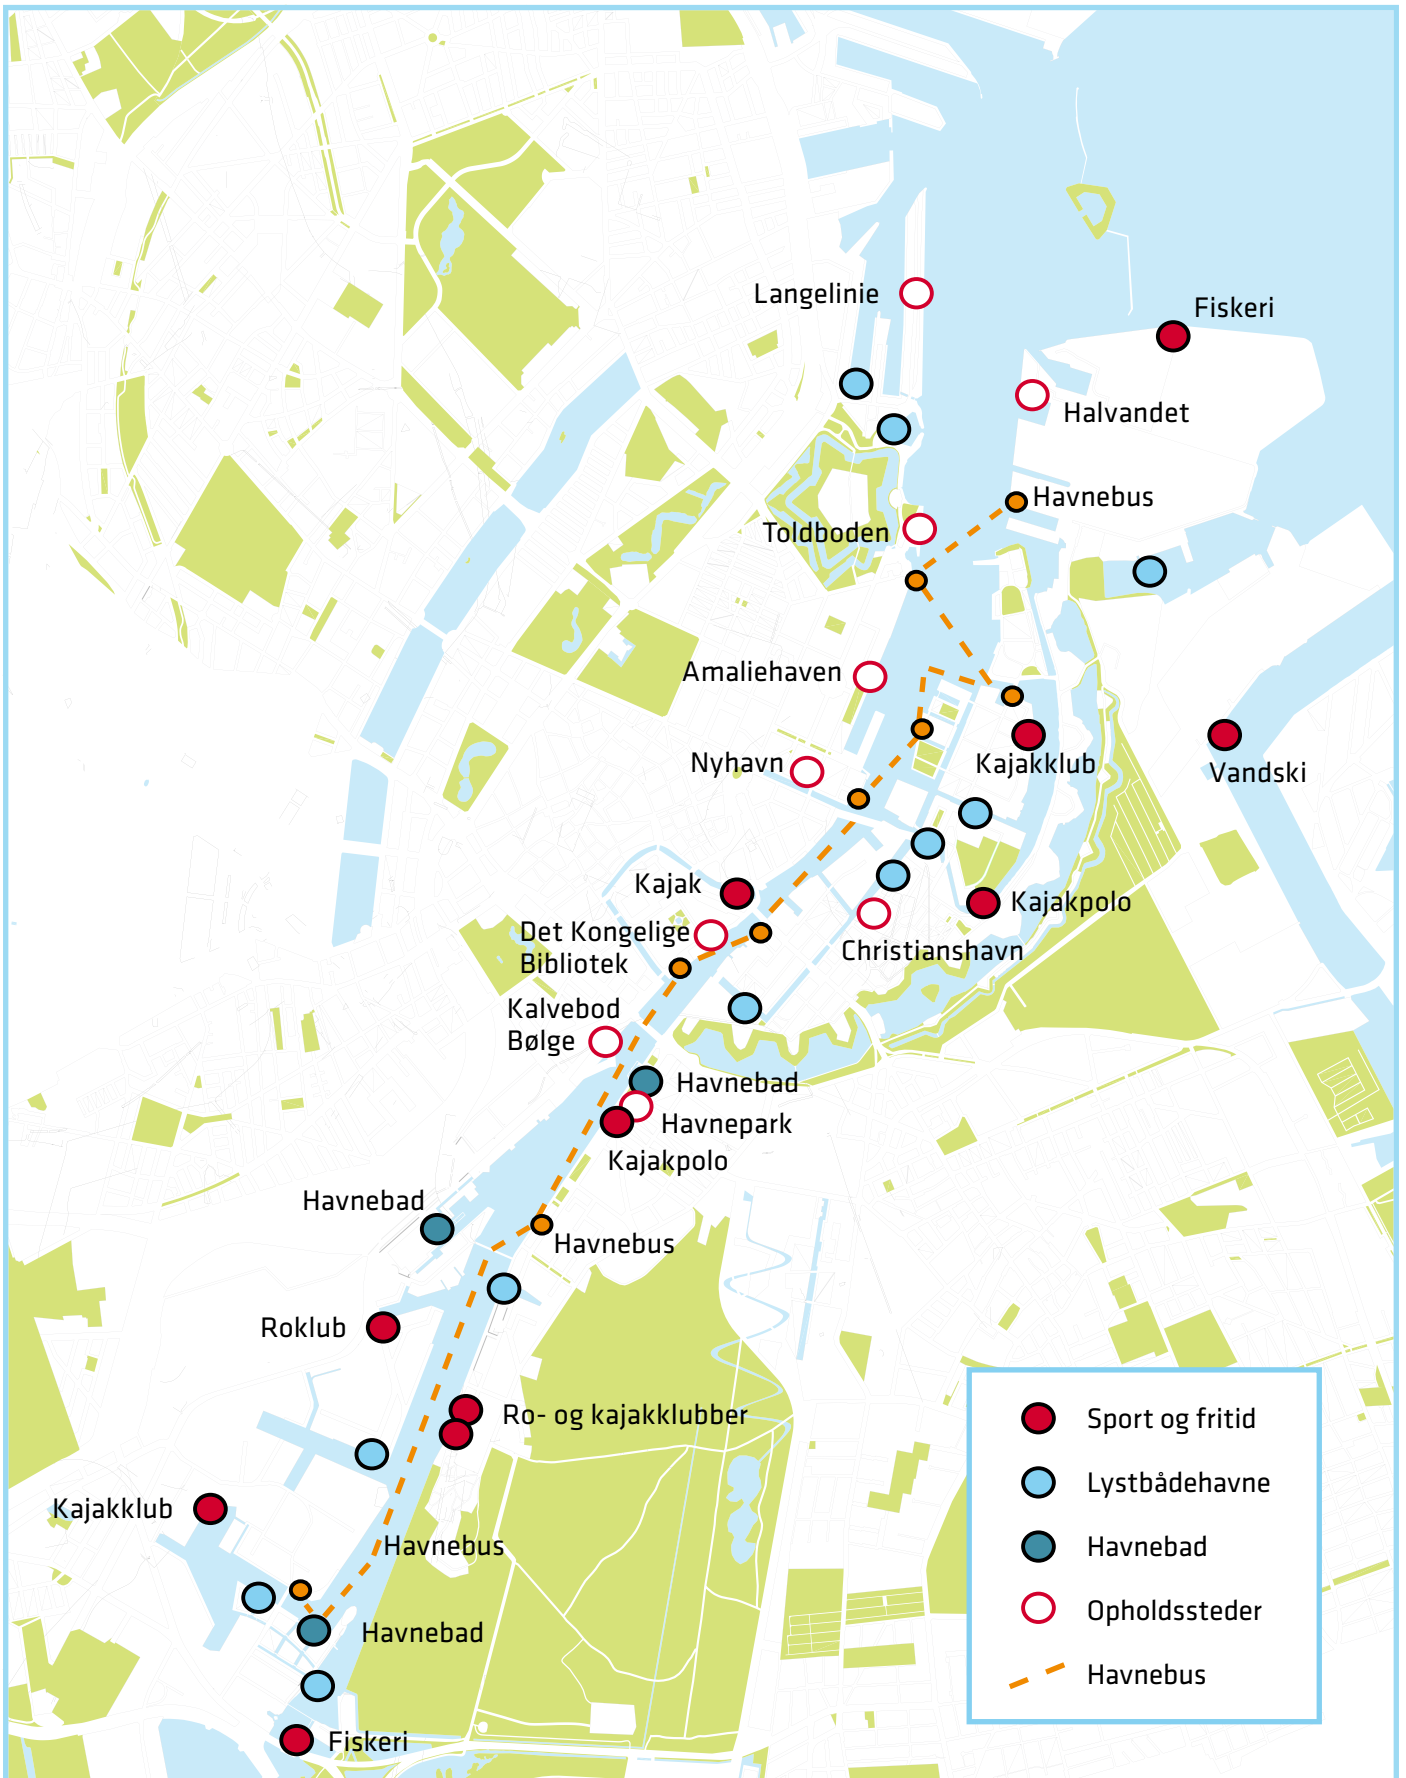 Langelinie
Fiskeri
Halvandet
Havnebus
Toldboden
Amaliehaven
Nyhavn
Kajakklub
Vandski
Kajak
Kajakpolo
Det Kongelige
Bibliotek
Christianshavn
Kalvebod
Bølge
Havnebad
Havnepark
Kajakpolo
Havnebad
Havnebus
Roklub
Ro- og kajakklubber
Kajakklub
Havnebus
Havnebad
Fiskeri
Sport og fritid
Lystbådehavne
Havnebad
Opholdssteder
Havnebus